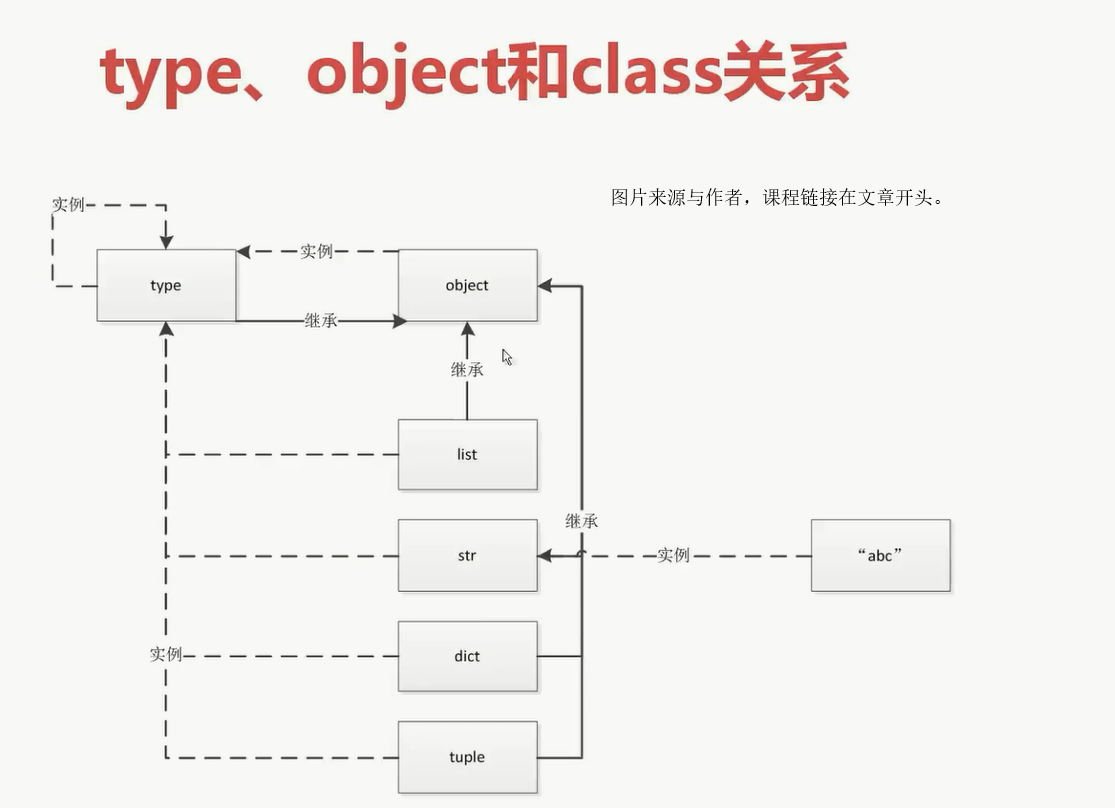 type、object和class关系
图片来源与作者，课程链接在文章开头。
实例
实例
type
object
继承
继承
list
继承
str
实例
“abc”
实例
dict
tuple